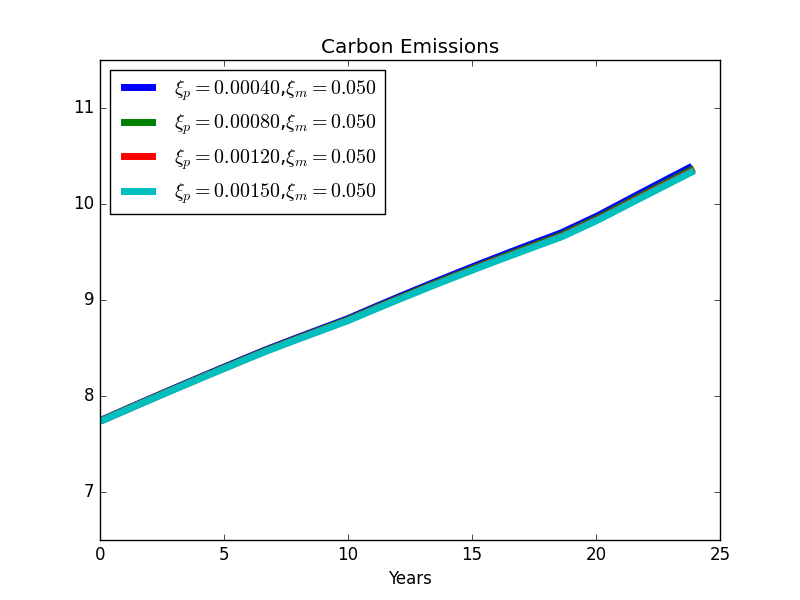 Carbon Emissions
ξₚ = 0.00040,ξₘ = 0.050
ξₚ = 0.00080,ξₘ = 0.050
ξₚ = 0.00120,ξₘ = 0.050
ξₚ = 0.00150,ξₘ = 0.050
11
10
9
8
7
0 5 10 15 20 25
Years